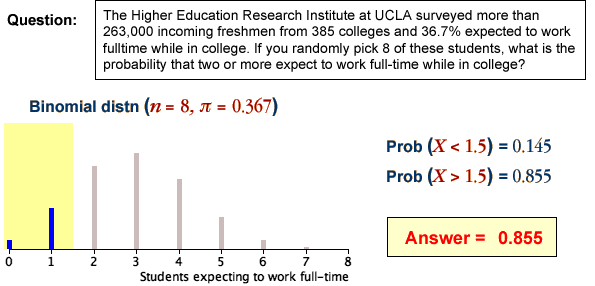 Question:
The Higher Education Research Institute at UCLA surveyed more than
263,000 incoming freshmen from 385 colleges and 36.7% expected to work
fulltime while in college. If you randomly pick 8 of these students, what is the
probability that two or more expect to work full-time while in college?
Binomial distn (n = 8, π = 0.367)
Prob (X < 1.5) = 0.145
Prob (X > 1.5) = 0.855
Answer = 0.855
0 1 2 3 4 5 6 7 8
Students expecting to work full-time